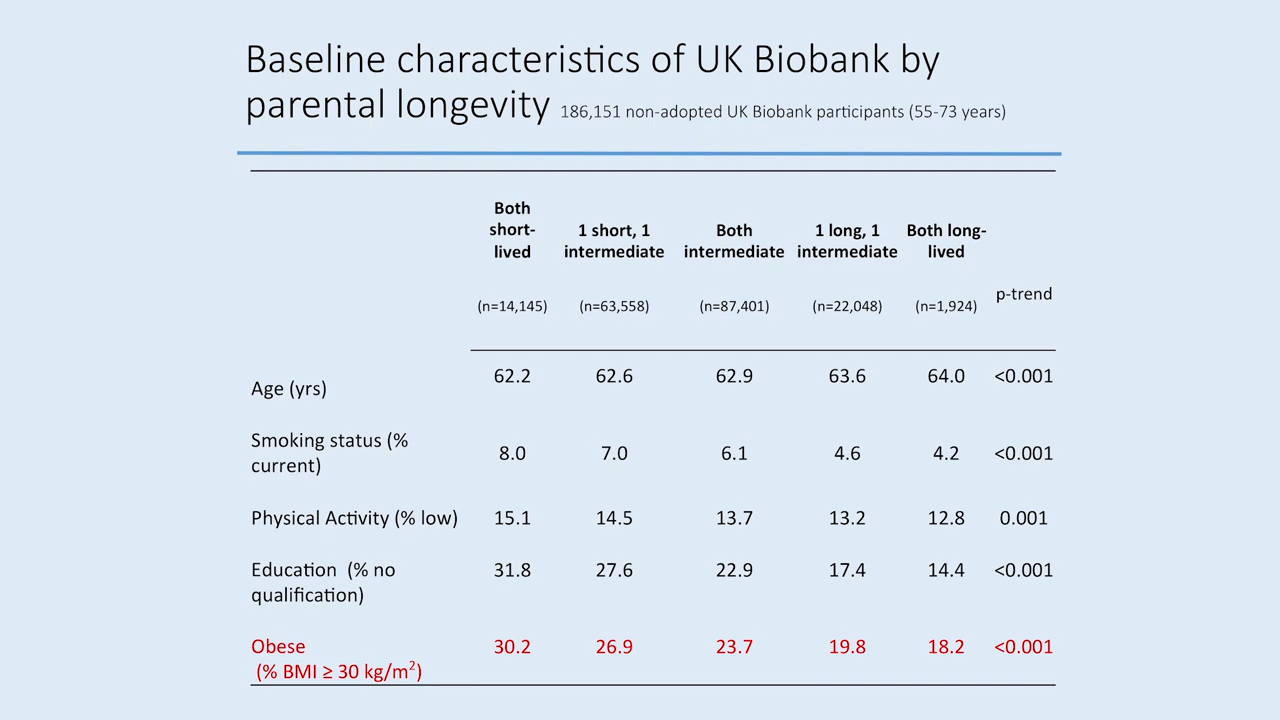 Baseline characteristics of UK Biobank by
parental longevity 186,151 non-adopted UK Biobank participants (55-73 years)
Both short-lived 1 short, 1 intermediate Both intermediate 1 long, 1 intermediate Both long-lived p-trend
(n=14,145) (n=63,558) (n=87,401) (n=22,048) (n=1,924)
Age (yrs) 62.2 62.6 62.9 63.6 64.0 <0.001
Smoking status (% current) 8.0 7.0 6.1 4.6 4.2 <0.001
Physical Activity (% low) 15.1 14.5 13.7 13.2 12.8 0.001
Education (% no qualification) 31.8 27.6 22.9 17.4 14.4 <0.001
Obese (% BMI ≥ 30 kg/m²) 30.2 26.9 23.7 19.8 18.2 <0.001